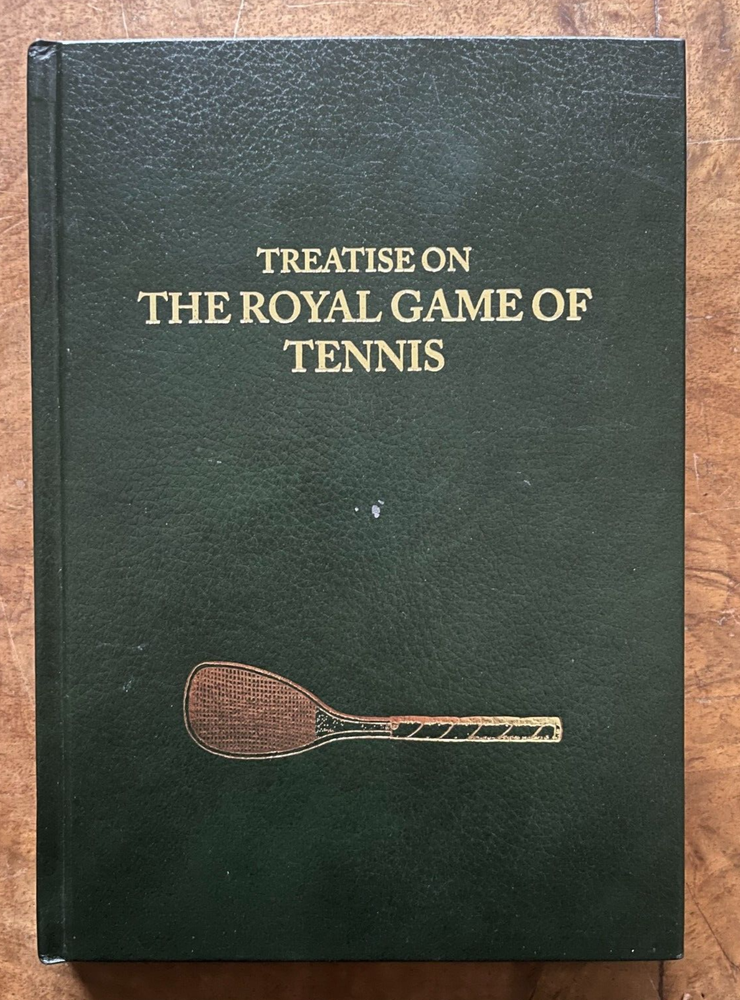 TREATISE ON
THE ROYAL GAME OF
TENNIS